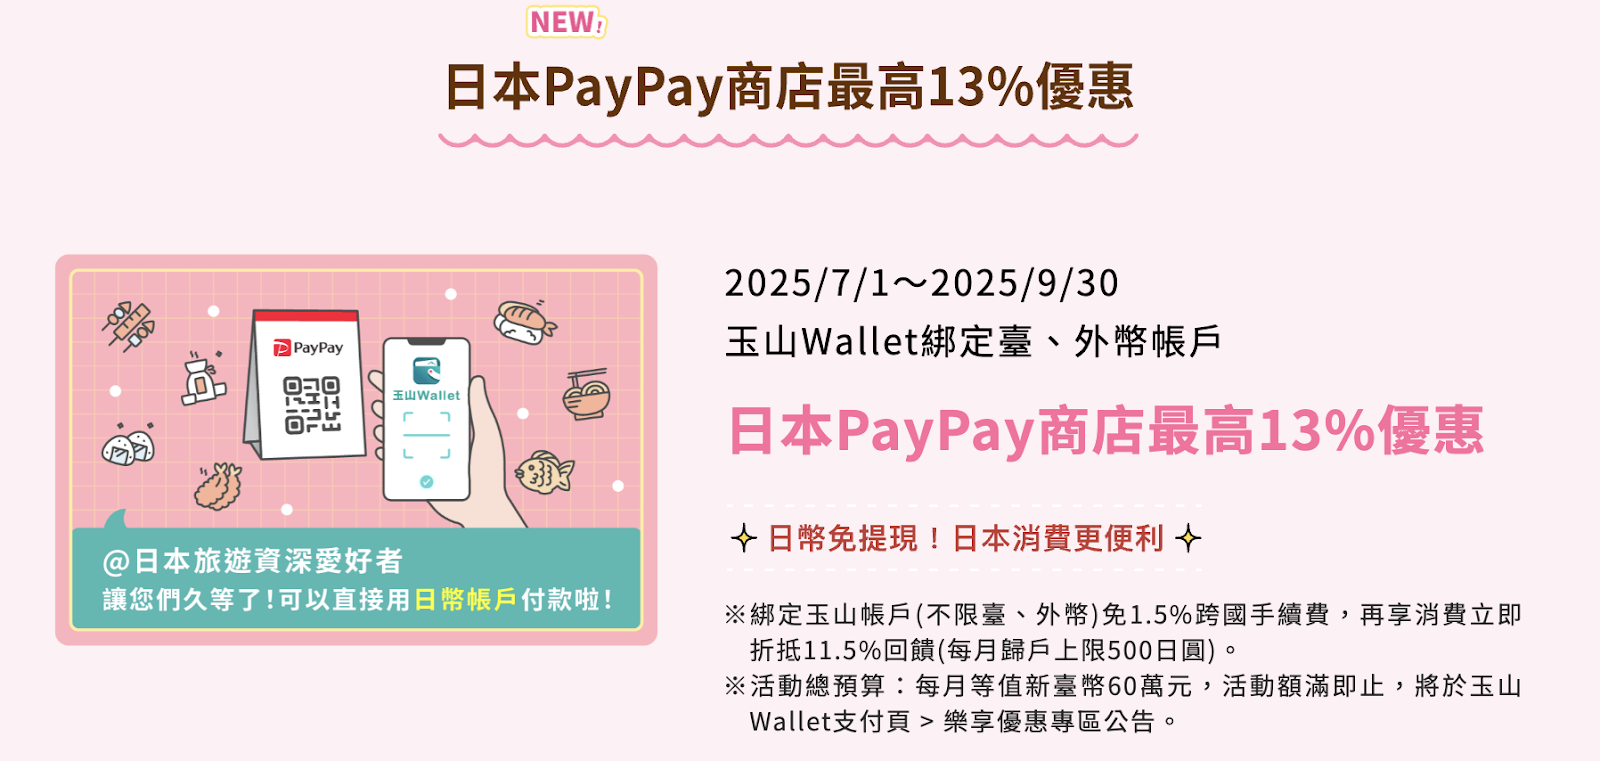 NEW!
日本PayPay商店最高13%優惠
2025/7/1～2025/9/30
玉山Wallet綁定臺、外幣帳戶
日本PayPay商店最高13%優惠
日幣免提現！日本消費更便利
※綁定玉山帳戶(不限臺、外幣)免1.5%跨國手續費，再享消費立即
折抵11.5%回饋(每月歸戶上限500日圓)。
※活動總預算：每月等值新臺幣60萬元，活動額滿即止，將於玉山
Wallet支付頁 > 樂享優惠專區公告。
PayPay
玉山Wallet
@日本旅遊資深愛好者
讓您們久等了!可以直接用日幣帳戶付款啦!